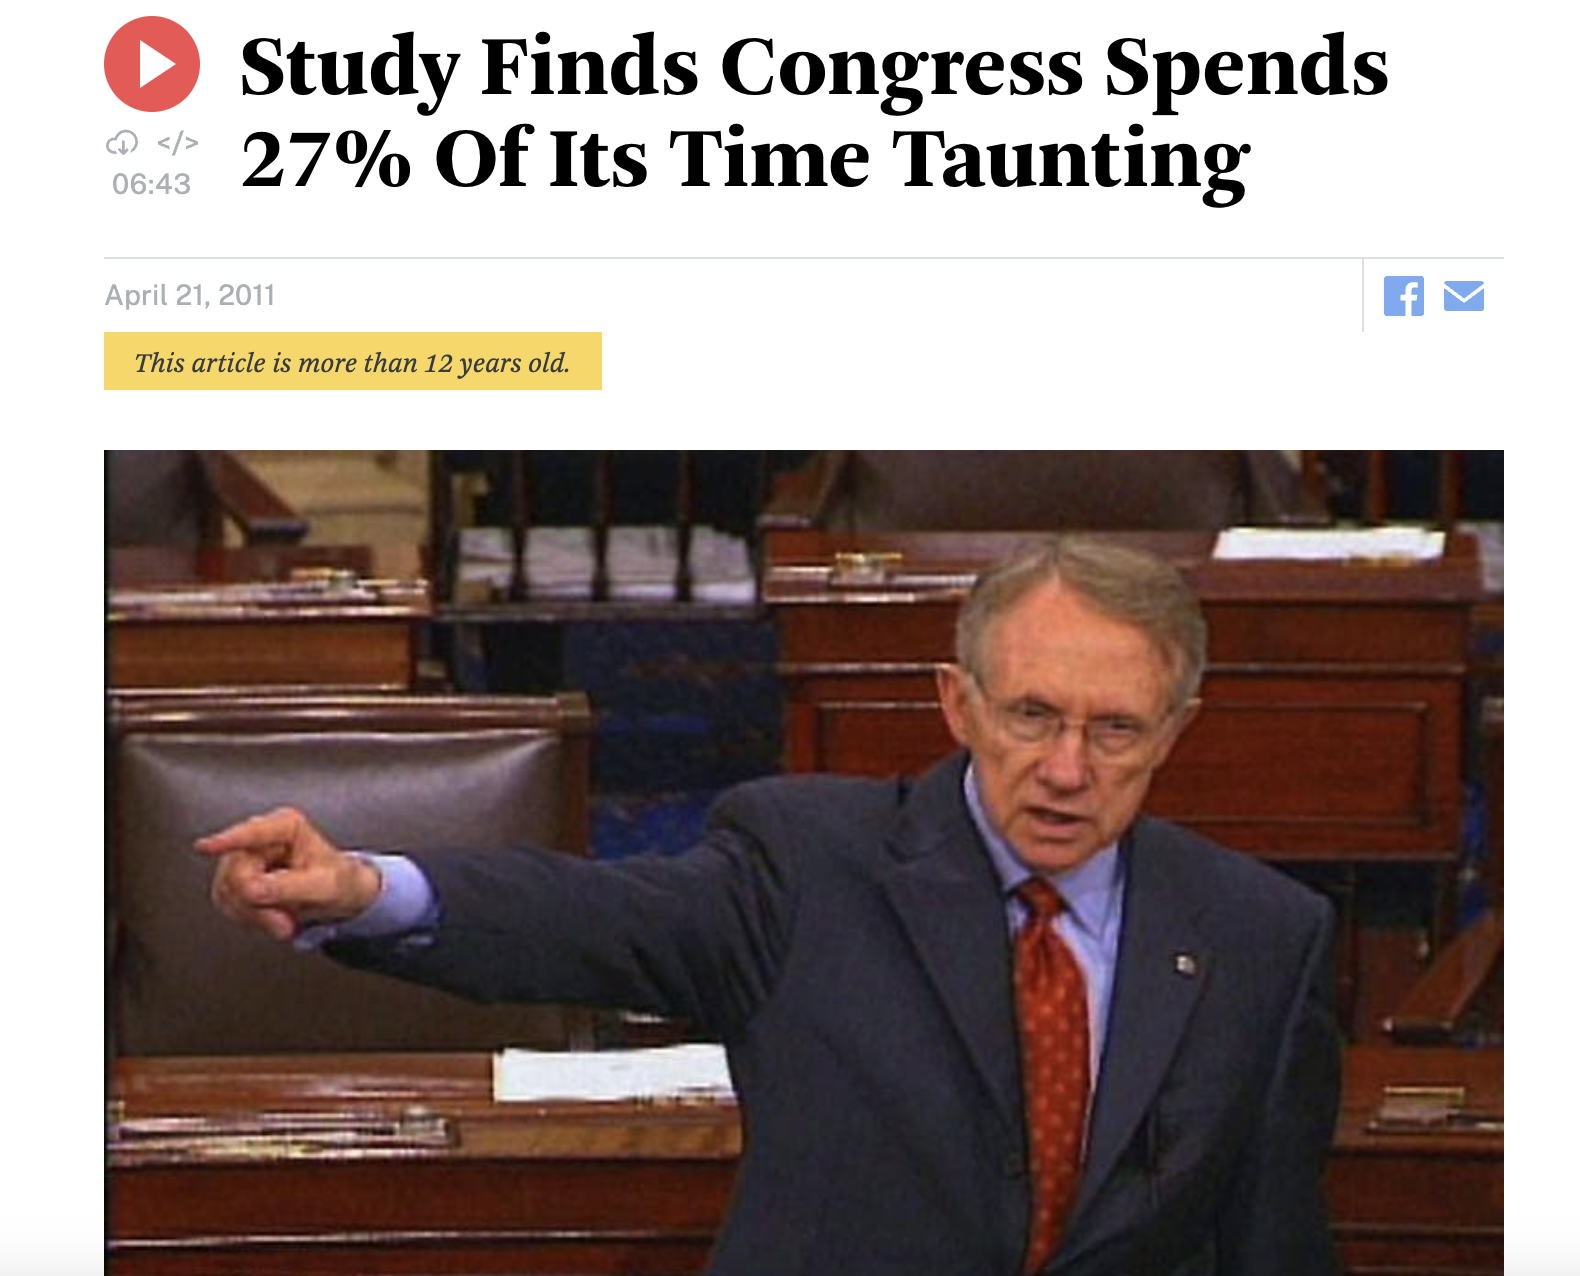 Study Finds Congress Spends
27% Of Its Time Taunting
</>
06:43
April 21, 2011
This article is more than 12 years old.